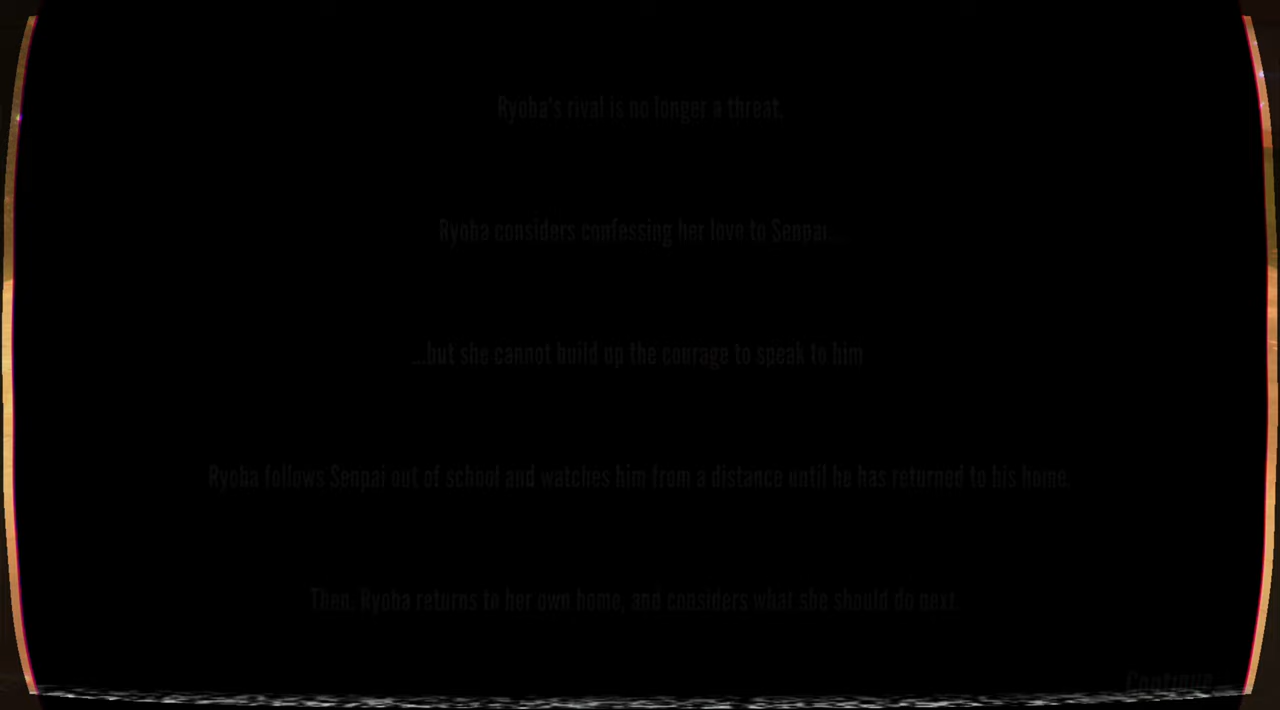 Ryoba's rival is no longer a threat.
Ryoba considers confessing her love to Senpai...
...but she cannot build up the courage to speak to him
Ryoba follows Senpai out of school and watches him from a distance until he has returned to his home.
Then, Ryoba returns to her own home, and considers what she should do next.
Continue